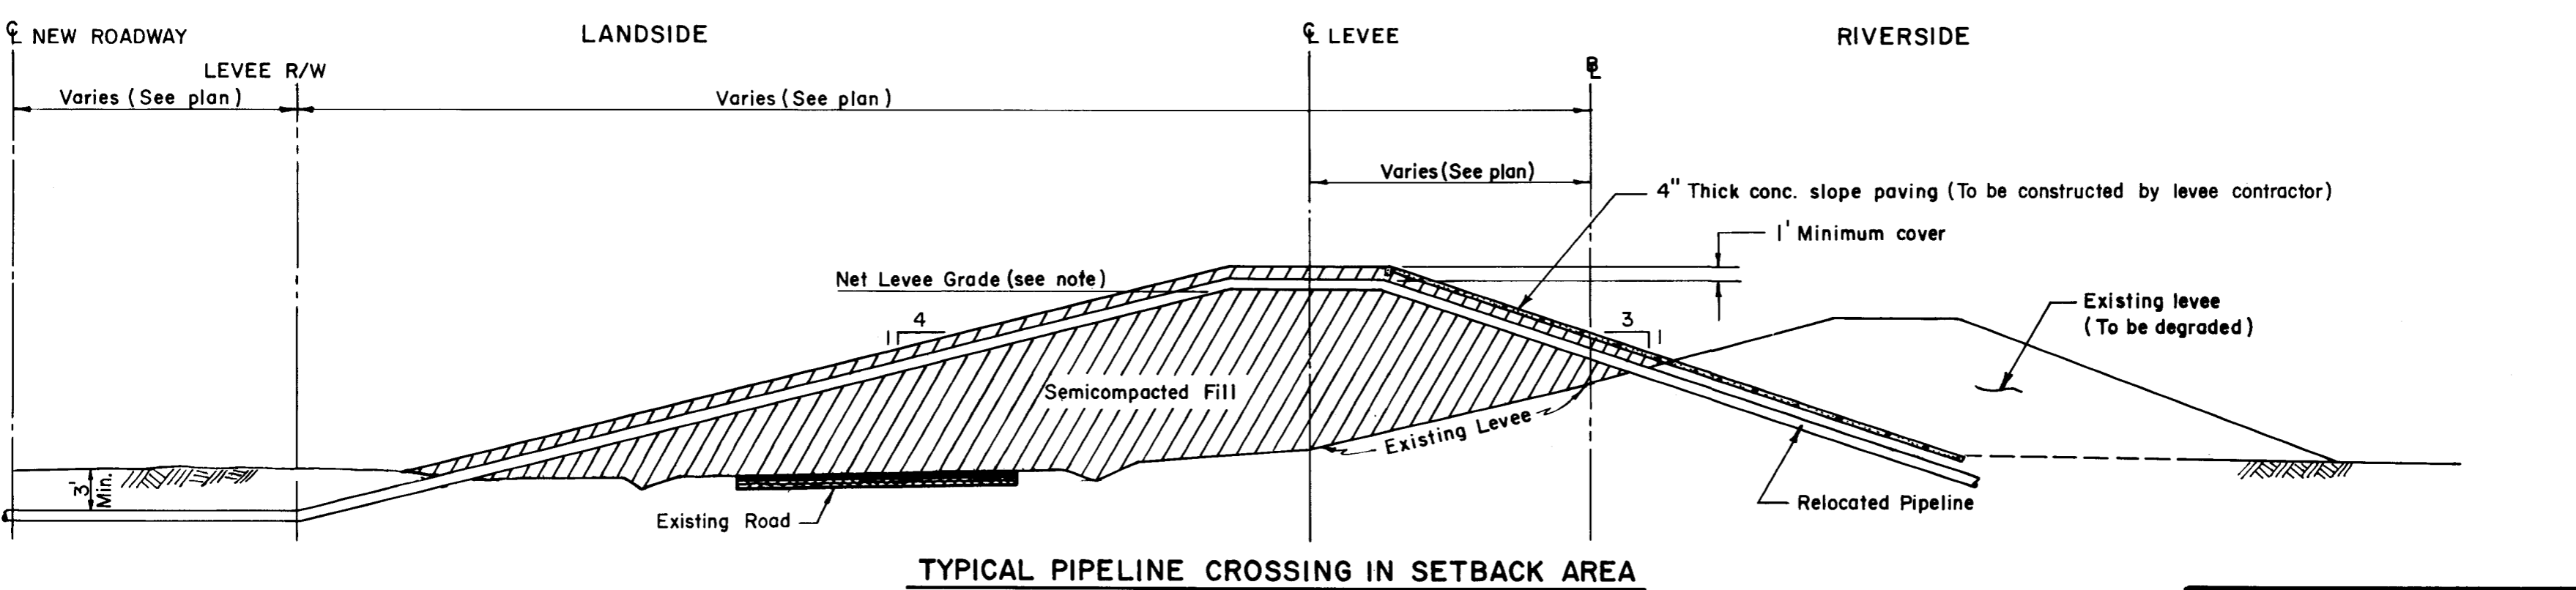 ℄ NEW ROADWAY
LANDSIDE
℄ LEVEE
RIVERSIDE
LEVEE R/W
B̲L
Varies (See plan)
Varies (See plan)
Varies (See plan)
4" Thick conc. slope paving (To be constructed by levee contractor)
1' Minimum cover
Net Levee Grade (see note)
4
1
3
1
Existing levee
(To be degraded)
Semicompacted Fill
Existing Levee
3'
Min.
Relocated Pipeline
Existing Road
TYPICAL PIPELINE CROSSING IN SETBACK AREA